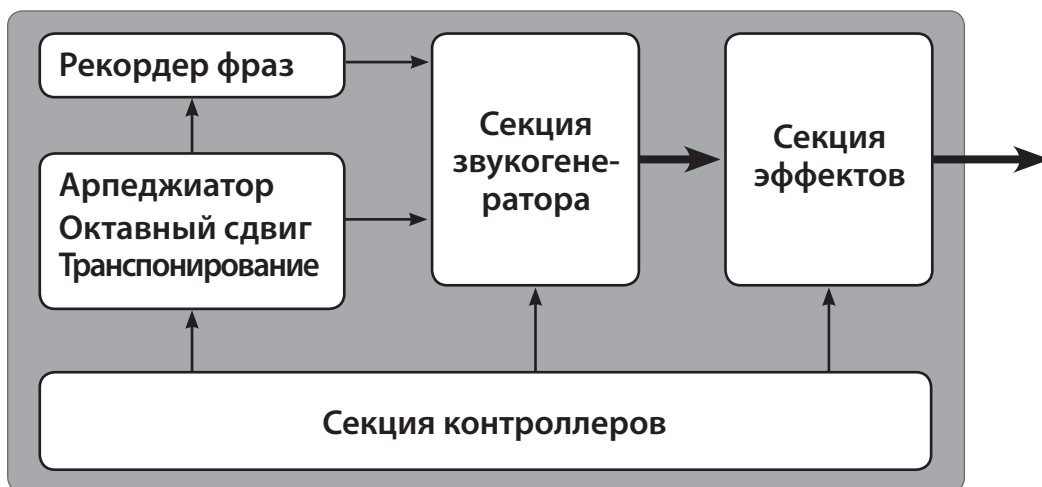 Рекордер фраз
Арпеджиатор
Октавный сдвиг
Транспонирование
Секция
звукогене-
ратора
Секция
эффектов
Секция контроллеров